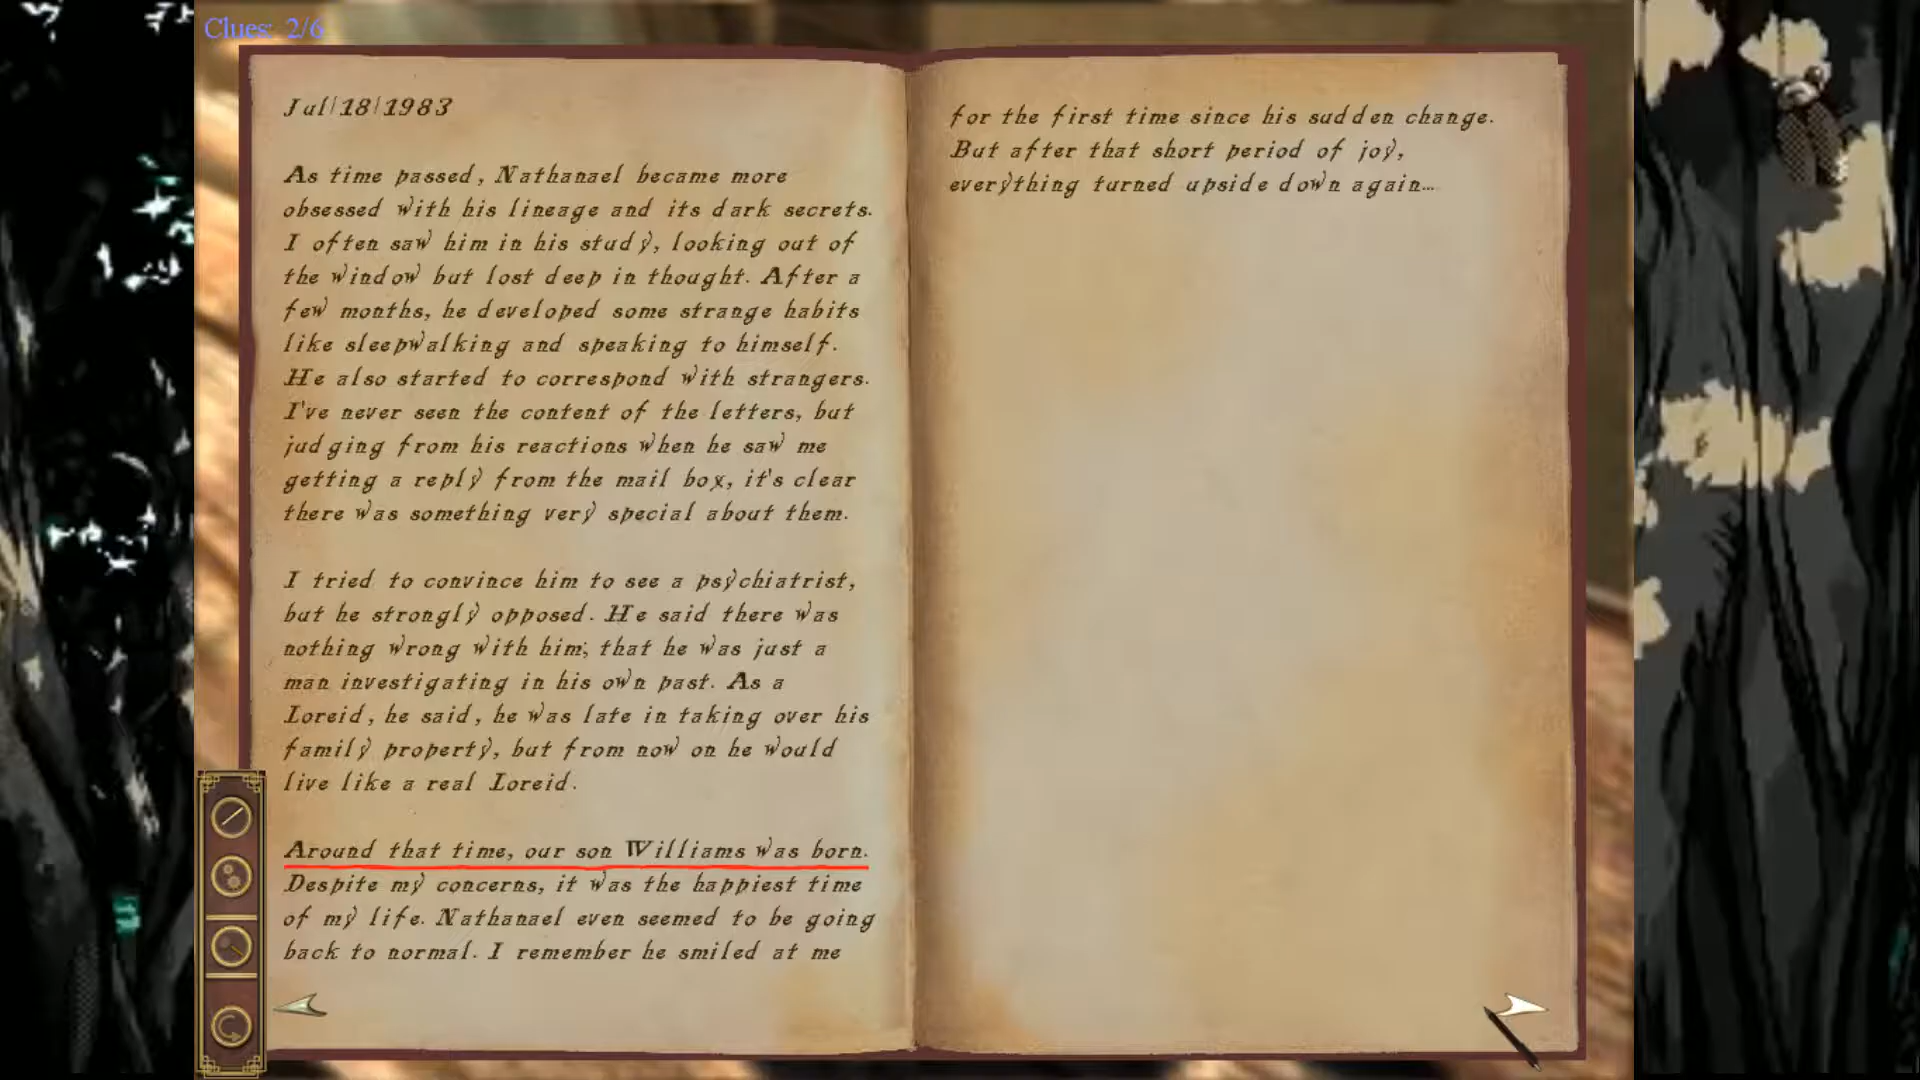 Clues: 2/6
Jul|18|1983
As time passed, Nathanael became more
obsessed with his lineage and its dark secrets.
I often saw him in his study, looking out of
the window but lost deep in thought. After a
few months, he developed some strange habits
like sleepwalking and speaking to himself.
He also started to correspond with strangers.
I've never seen the content of the letters, but
judging from his reactions when he saw me
getting a reply from the mail box, it's clear
there was something very special about them.
I tried to convince him to see a psychiatrist,
but he strongly opposed. He said there was
nothing wrong with him; that he was just a
man investigating in his own past. As a
Loreid, he said, he was late in taking over his
family property, but from now on he would
live like a real Loreid.
Around that time, our son Williams was born.
Despite my concerns, it was the happiest time
of my life. Nathanael even seemed to be going
back to normal. I remember he smiled at me
for the first time since his sudden change.
But after that short period of joy,
everything turned upside down again...